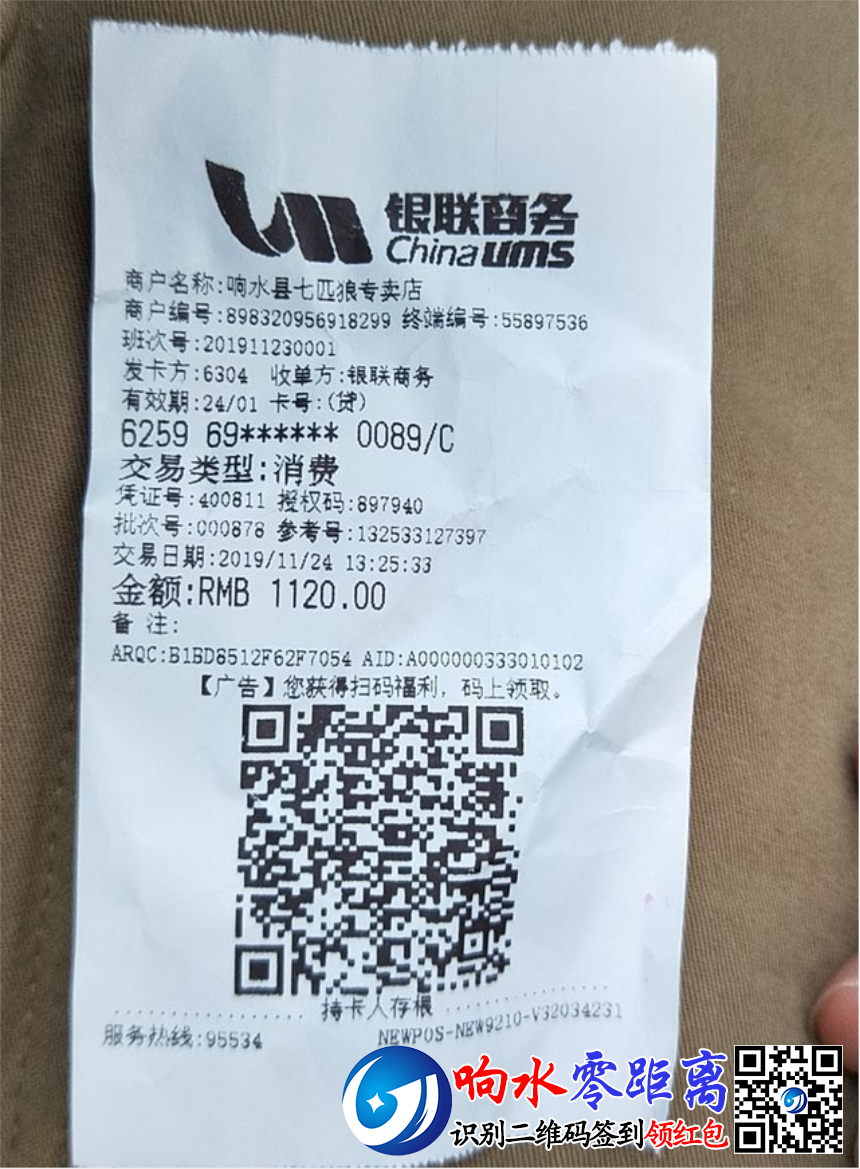 银联商务
China ums
商户名称:响水县七匹狼专卖店
商户编号:898320956918299 终端编号:55897536
班次号:201911230001
发卡方:6304 收单方:银联商务
有效期:24/01 卡号:(贷)
6259 69****** 0089/C
交易类型:消费
凭证号:400811 授权码:897940
批次号:000878 参考号:132533127397
交易日期:2019/11/24 13:25:33
金额:RMB 1120.00
备 注:
ARQC:B1BD8512F62F7054 AID:A000000333010102
【广告】您获得扫码福利，码上领取。
持卡人存根
服务热线:95534 NEWPOS-NEW9210-V32034231
响水零距离
识别二维码签到领红包